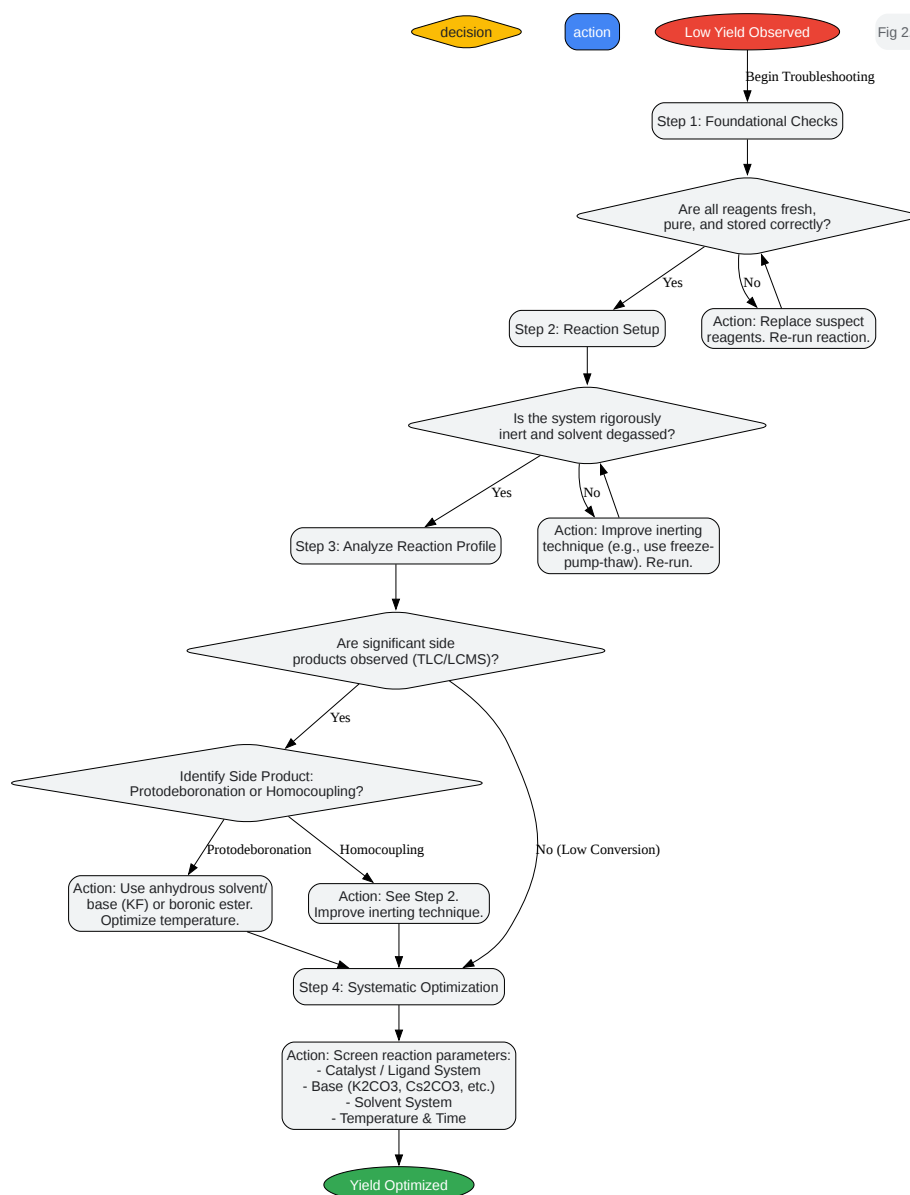 decision
action
Low Yield Observed
Fig 2
Begin Troubleshooting
Step 1: Foundational Checks
Are all reagents fresh,
pure, and stored correctly?
Yes
No
Step 2: Reaction Setup
Action: Replace suspect
reagents. Re-run reaction.
Is the system rigorously
inert and solvent degassed?
Yes
No
Step 3: Analyze Reaction Profile
Action: Improve inerting
technique (e.g., use freeze-
pump-thaw). Re-run.
Are significant side
products observed (TLC/LCMS)?
Yes
Identify Side Product:
Protodeboronation or Homocoupling?
Protodeboronation
Homocoupling
No (Low Conversion)
Action: Use anhydrous solvent/
base (KF) or boronic ester.
Optimize temperature.
Action: See Step 2.
Improve inerting technique.
Step 4: Systematic Optimization
Action: Screen reaction parameters:
- Catalyst / Ligand System
- Base (K2CO3, Cs2CO3, etc.)
- Solvent System
- Temperature & Time
Yield Optimized